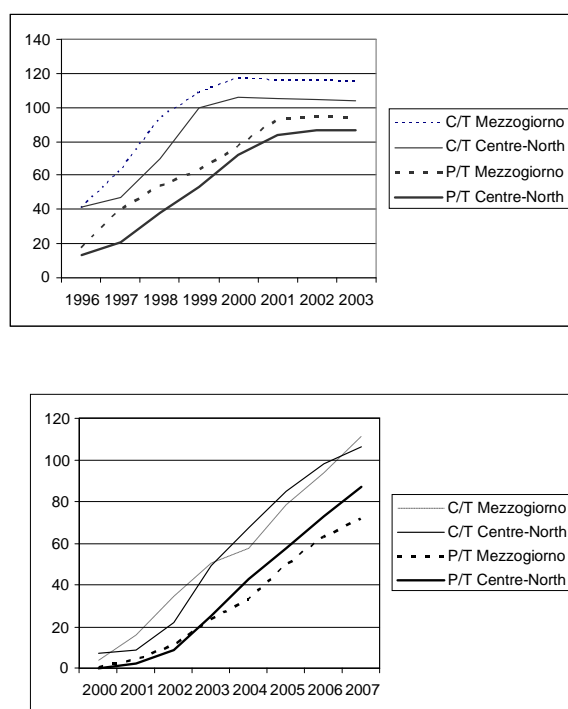 140
120
100
80
60
40
20
0
1996 1997 1998 1999 2000 2001 2002 2003
C/T Mezzogiorno
C/T Centre-North
P/T Mezzogiorno
P/T Centre-North
120
100
80
60
40
20
0
2000 2001 2002 2003 2004 2005 2006 2007
C/T Mezzogiorno
C/T Centre-North
P/T Mezzogiorno
P/T Centre-North